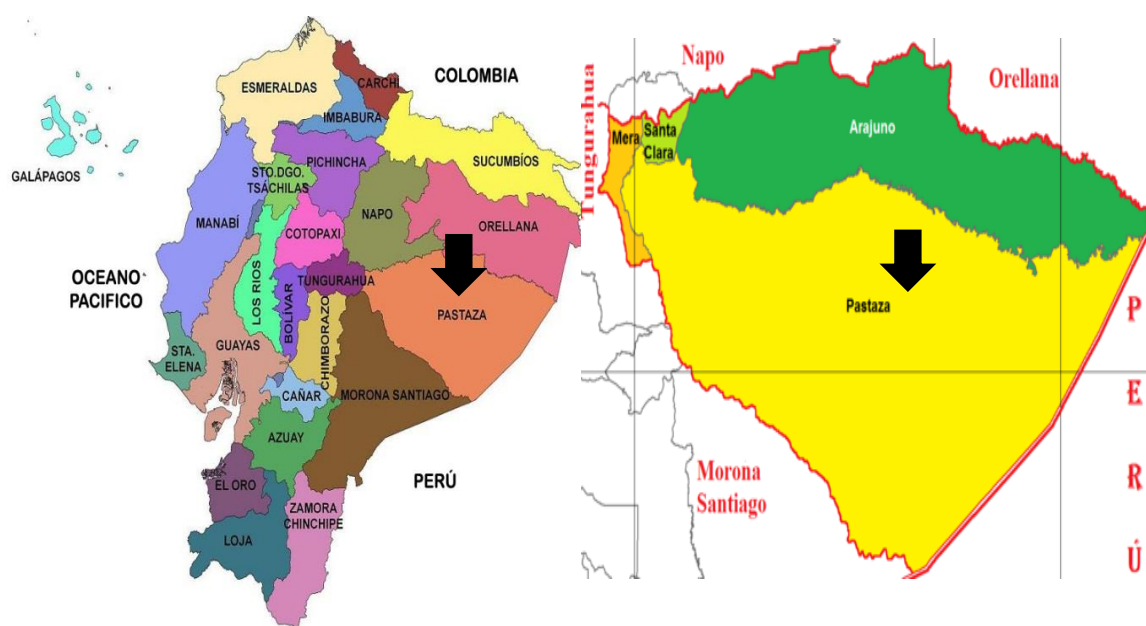 COLOMBIA
ESMERALDAS
CARCHI
IMBABURA
SUCUMBÍOS
PICHINCHA
GALÁPAGOS
STO.DGO.
TSÁCHILAS
NAPO
MANABÍ
ORELLANA
COTOPAXI
OCEANO
PACIFICO
LOS RIOS
BOLÍVAR
TUNGURAHUA
CHIMBORAZO
PASTAZA
STA.
ELENA
GUAYAS
MORONA SANTIAGO
CAÑAR
AZUAY
PERÚ
EL ORO
ZAMORA
CHINCHIPE
LOJA
Napo
Orellana
Tungurahua
Mera
Santa
Clara
Arajuno
Pastaza
Morona
Santiago
P
E
R
Ú